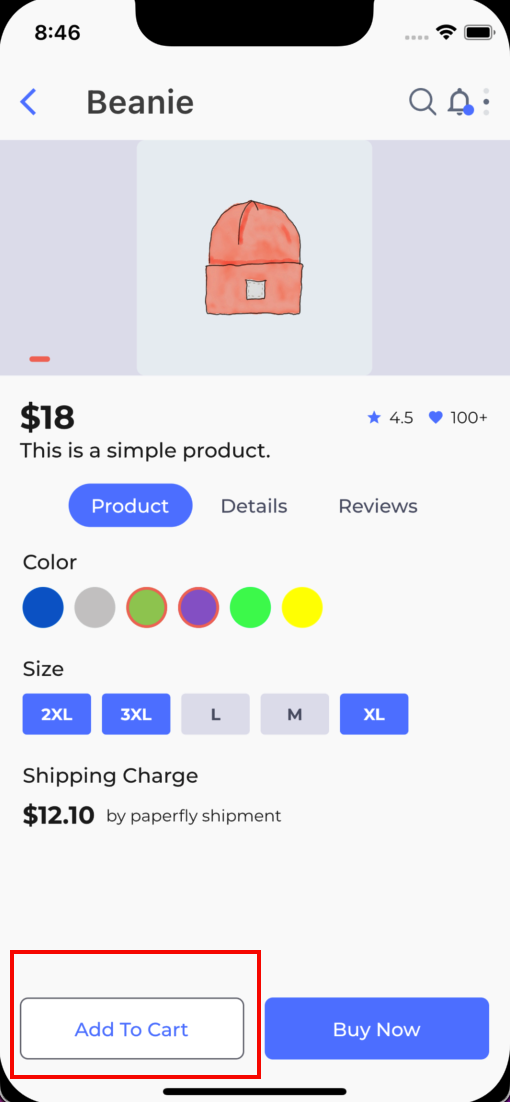 8:46
Beanie
$18
4.5
100+
This is a simple product.
Product
Details
Reviews
Color
Size
2XL
3XL
L
M
XL
Shipping Charge
$12.10 by paperfly shipment
Add To Cart
Buy Now